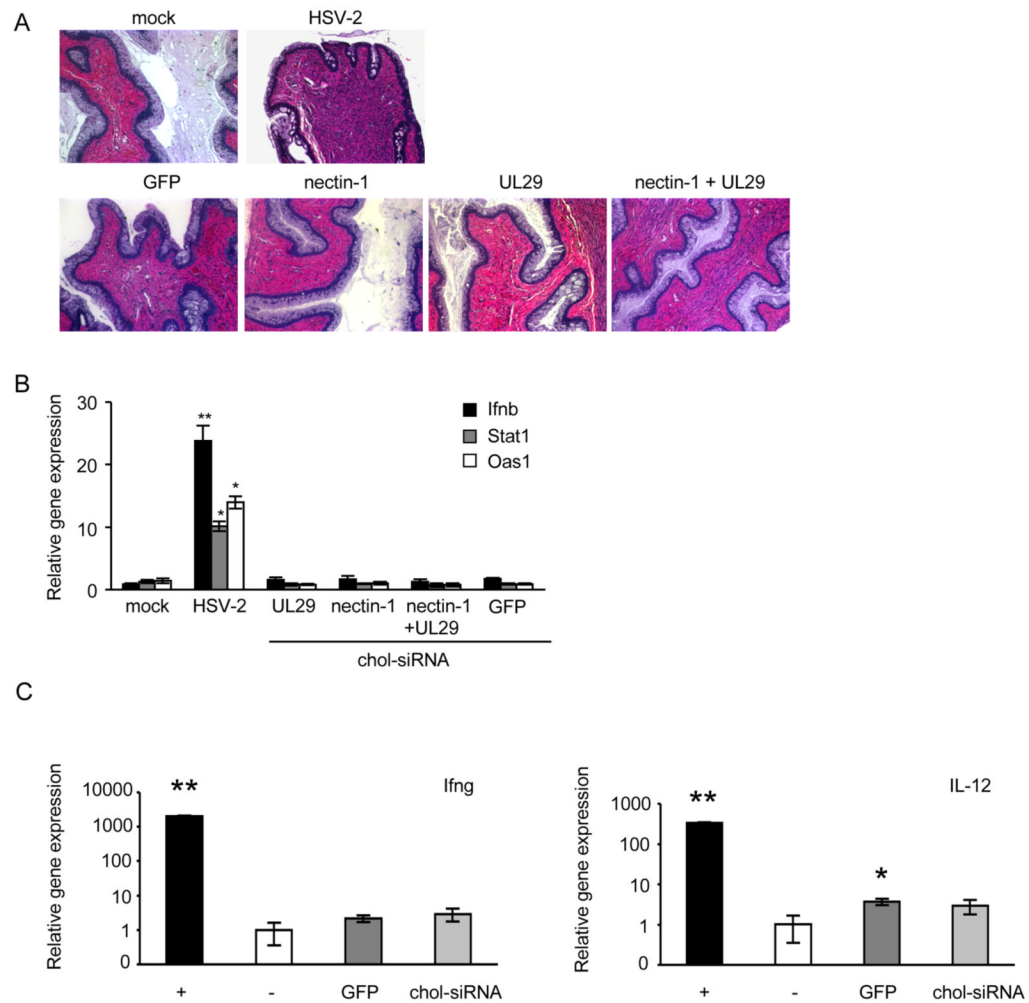 A
mock HSV-2
GFP nectin-1 UL29 nectin-1 + UL29
B
Relative gene expression
30
20
10
0
** * *
Ifnb
Stat1
Oas1
mock HSV-2 UL29 nectin-1 nectin-1 GFP
+UL29
chol-siRNA
C
Relative gene expression
10000
1000
100
10
1
0
**
Ifng
+ - GFP chol-siRNA
Relative gene expression
1000
100
10
1
0
** *
IL-12
+ - GFP chol-siRNA